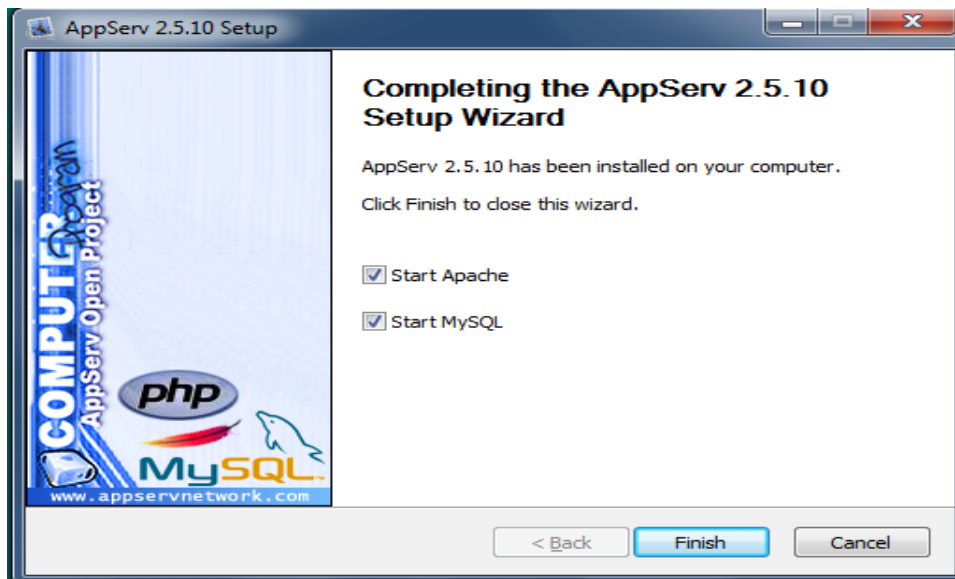 AppServ 2.5.10 Setup
Completing the AppServ 2.5.10
Setup Wizard
AppServ 2.5.10 has been installed on your computer.
Click Finish to close this wizard.
Start Apache
Start MySQL
COMPUTER
Program
AppServ Open Project
php
MySQL
www.appservnetwork.com
< Back
Finish
Cancel